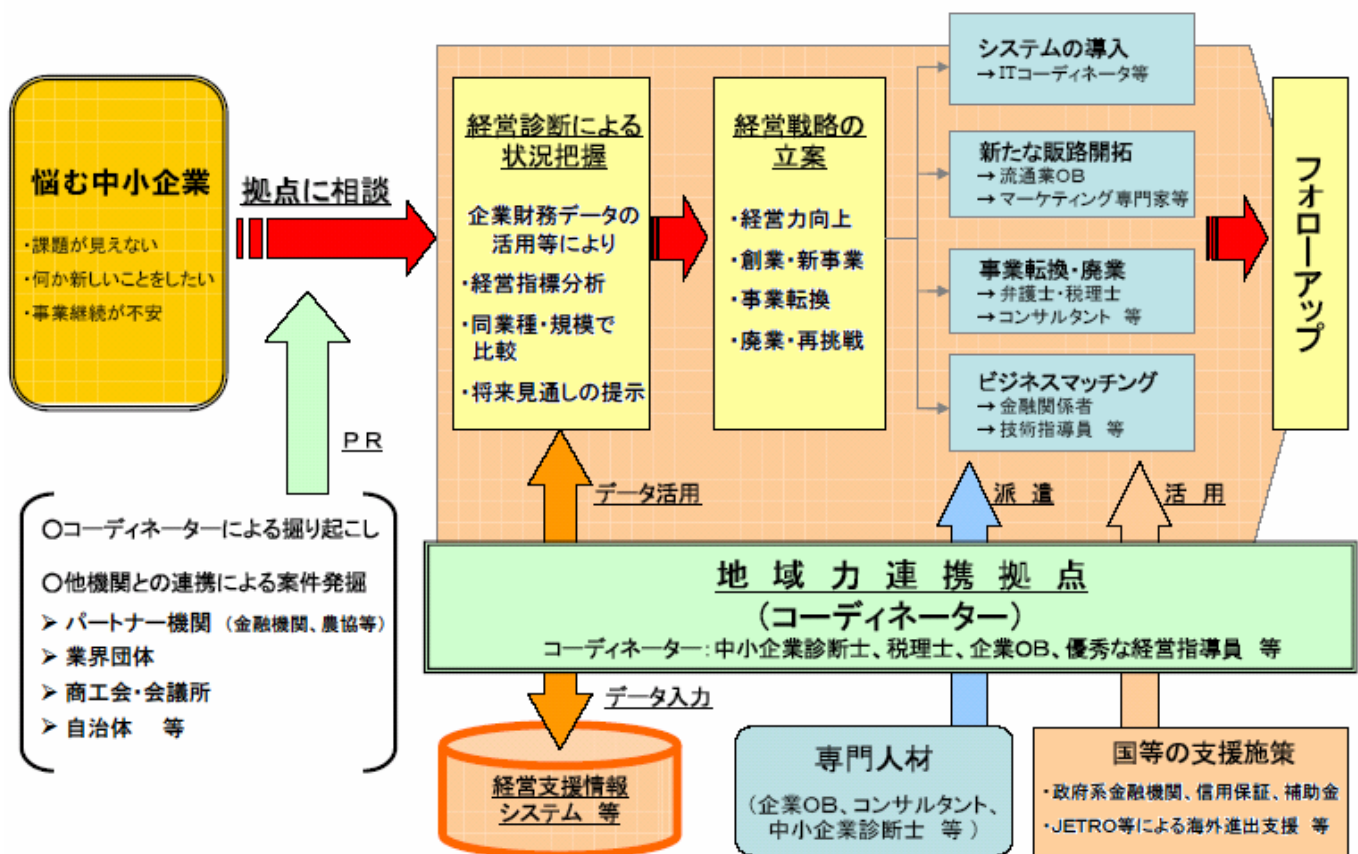 悩む中小企業
・課題が見えない
・何か新しいことをしたい
・事業継続が不安
拠点に相談
PR
○コーディネーターによる掘り起こし
○他機関との連携による案件発掘
➢ パートナー機関（金融機関、農協等）
➢ 業界団体
➢ 商工会・会議所
➢ 自治体　等
経営診断による
状況把握
企業財務データの
活用等により
・経営指標分析
・同業種・規模で
比較
・将来見通しの提示
経営戦略の
立案
・経営力向上
・創業・新事業
・事業転換
・廃業・再挑戦
システムの導入
→ITコーディネータ等
新たな販路開拓
→流通業OB
→マーケティング専門家等
事業転換・廃業
→弁護士・税理士
→コンサルタント 等
ビジネスマッチング
→金融関係者
→技術指導員 等
フォローアップ
データ活用
派遣
活用
地域力連携拠点
（コーディネーター）
コーディネーター：中小企業診断士、税理士、企業OB、優秀な経営指導員 等
データ入力
経営支援情報
システム 等
専門人材
（企業OB、コンサルタント、
中小企業診断士 等）
国等の支援施策
・政府系金融機関、信用保証、補助金
・JETRO等による海外進出支援 等